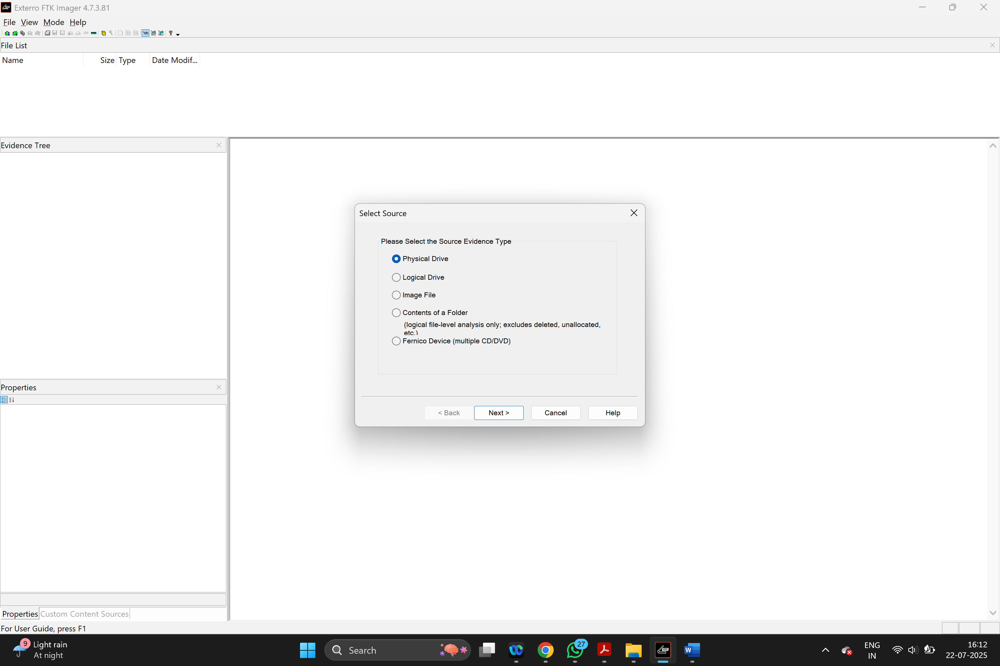 Exterro FTK Imager 4.7.3.81
File View Mode Help
File List
Name Size Type Date Modif...
Evidence Tree
Select Source
Please Select the Source Evidence Type
Physical Drive
Logical Drive
Image File
Contents of a Folder
(logical file-level analysis only; excludes deleted, unallocated,
etc.)
Fernico Device (multiple CD/DVD)
< Back Next > Cancel Help
Properties
Properties Custom Content Sources
For User Guide, press F1
9 Light rain
At night
Search
27
ENG
IN
16:12
22-07-2025